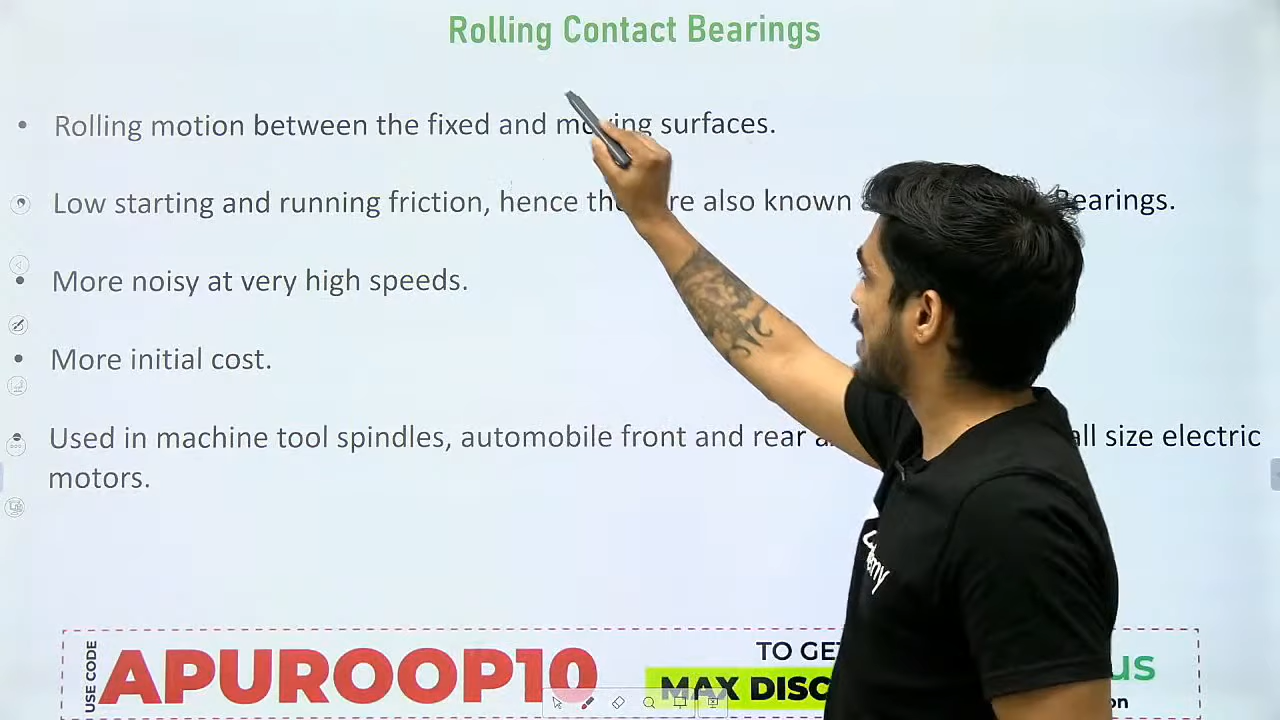 Rolling Contact Bearings
• Rolling motion between the fixed and moving surfaces.
Low starting and running friction, hence are also known Bearings.
• More noisy at very high speeds.
• More initial cost.
Used in machine tool spindles, automobile front and rear size electric
motors.
USE CODE
APUROOP10
TO GET
MAX